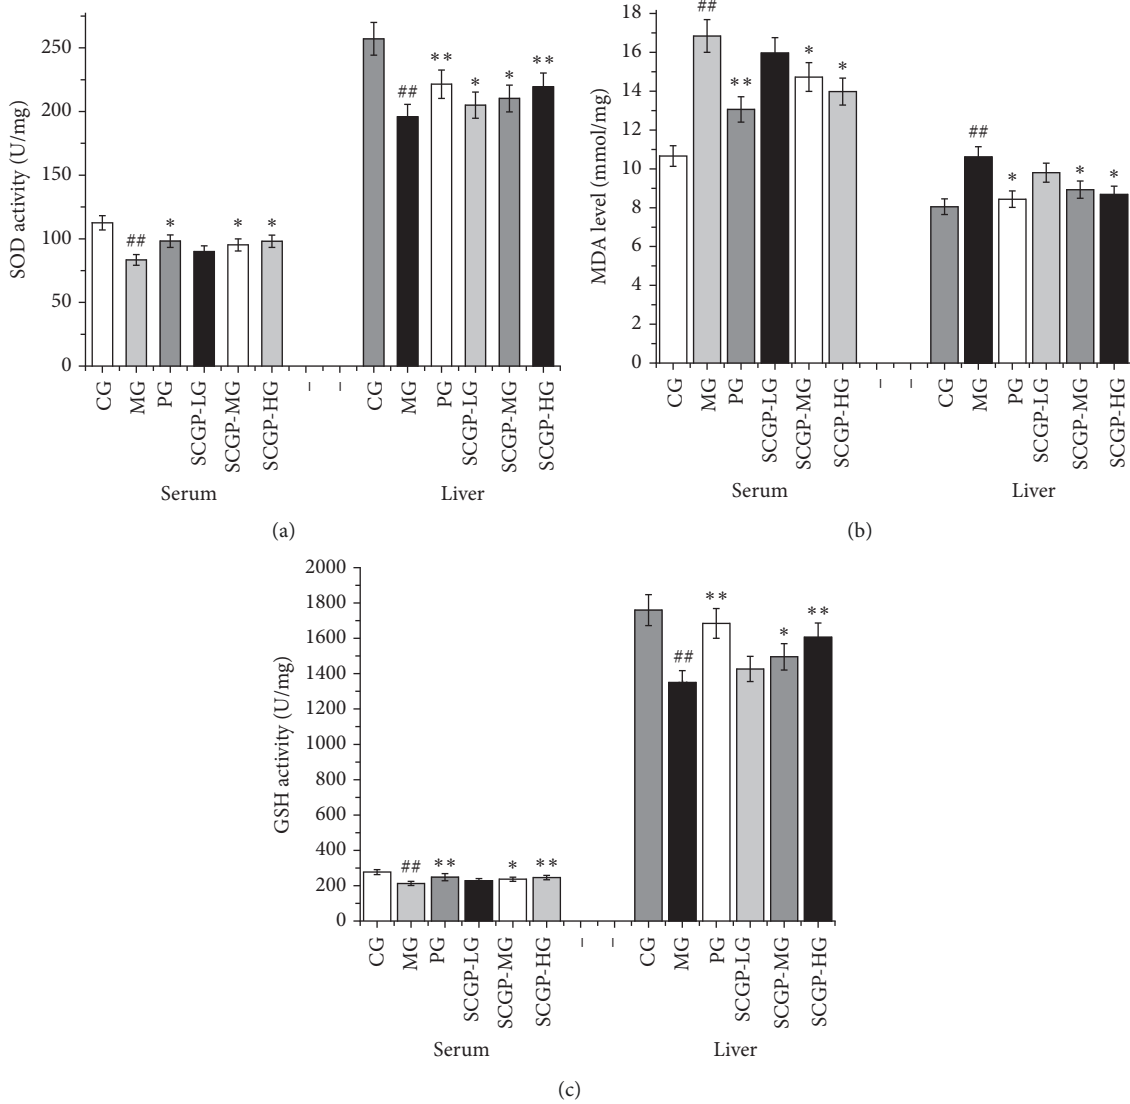 SOD activity (U/mg)
250
200
150
100
50
0
##
*
*
*
##
**
*
*
**
CG
MG
PG
SCGP-LG
SCGP-MG
SCGP-HG
–
–
CG
MG
PG
SCGP-LG
SCGP-MG
SCGP-HG
Serum
Liver
(a)
MDA level (mmol/mg)
18
16
14
12
10
8
6
4
2
0
##
**
*
*
##
*
*
*
CG
MG
PG
SCGP-LG
SCGP-MG
SCGP-HG
–
–
CG
MG
PG
SCGP-LG
SCGP-MG
SCGP-HG
Serum
Liver
(b)
GSH activity (U/mg)
2000
1800
1600
1400
1200
1000
800
600
400
200
0
##
**
*
**
##
**
*
**
CG
MG
PG
SCGP-LG
SCGP-MG
SCGP-HG
–
–
CG
MG
PG
SCGP-LG
SCGP-MG
SCGP-HG
Serum
Liver
(c)